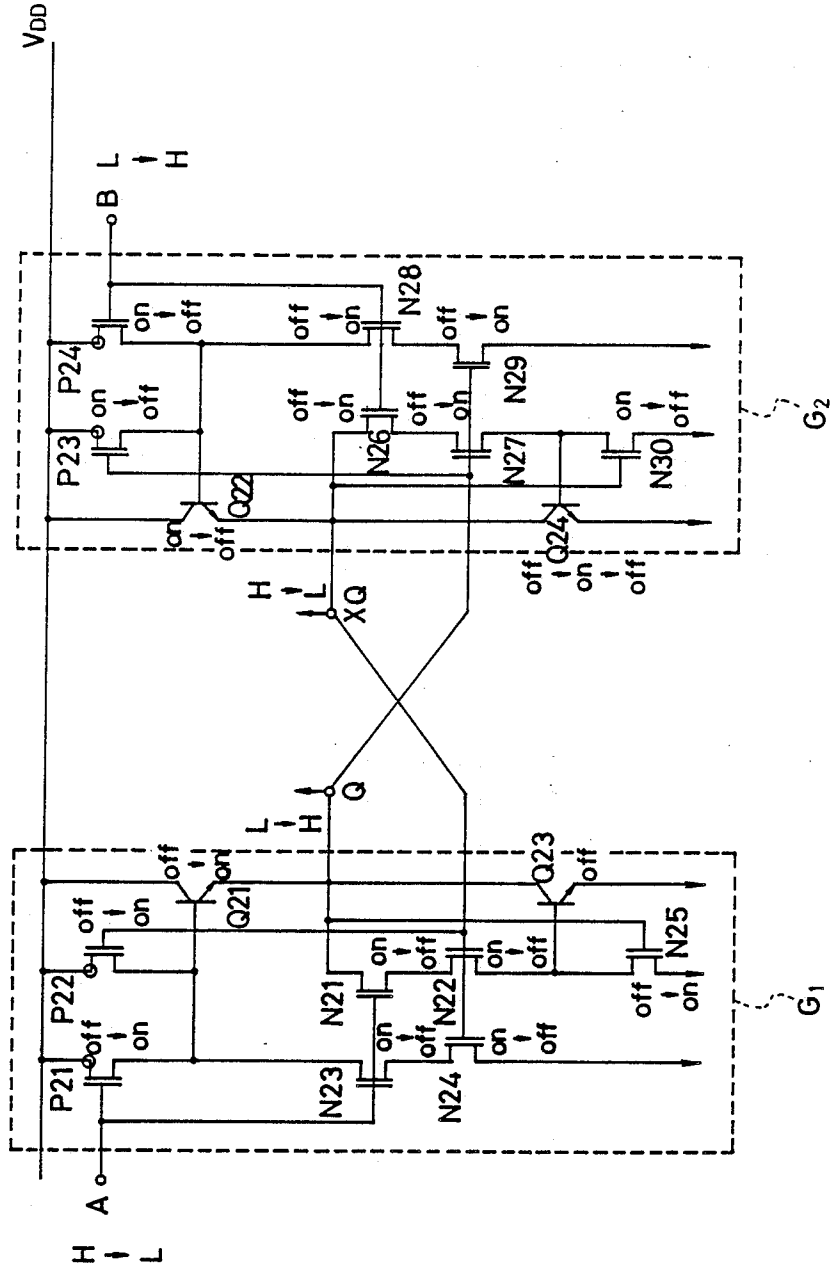 VDD
A
H → L
P21
off → on
P22
off → on
Q21
off → on
N21
on → off
N22
on → off
N23
on → off
N24
on → off
N25
off → on
Q23
off
G1
Q
L → H
XQ
H → L
Q22
on → off
P23
on → off
P24
on → off
B
L → H
N26
off → on
N27
off → on
N28
off → on
N29
off → on
N30
on → off
Q24
off → on → off
G2